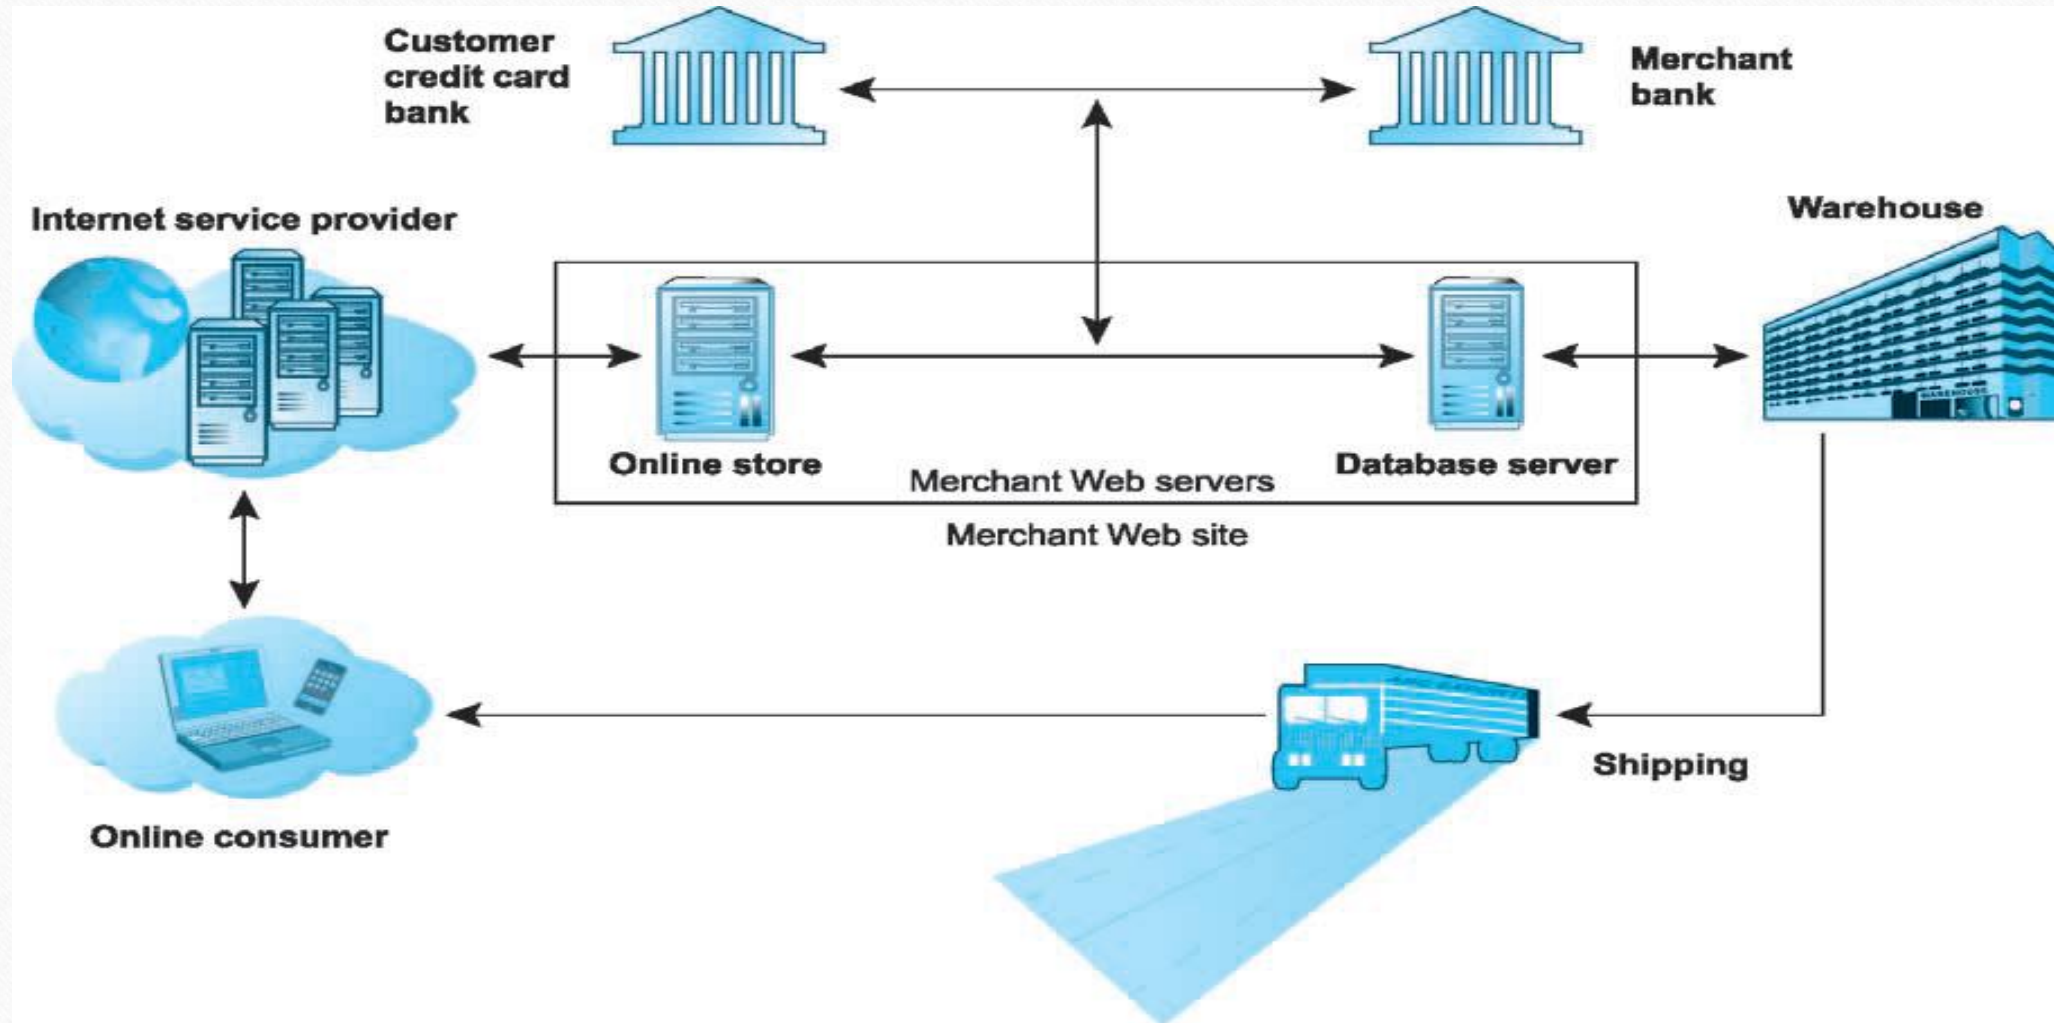 Customer
credit card
bank
Merchant
bank
Internet service provider
Warehouse
WAREHOUSE
Online store
Database server
Merchant Web servers
Merchant Web site
Shipping
Online consumer